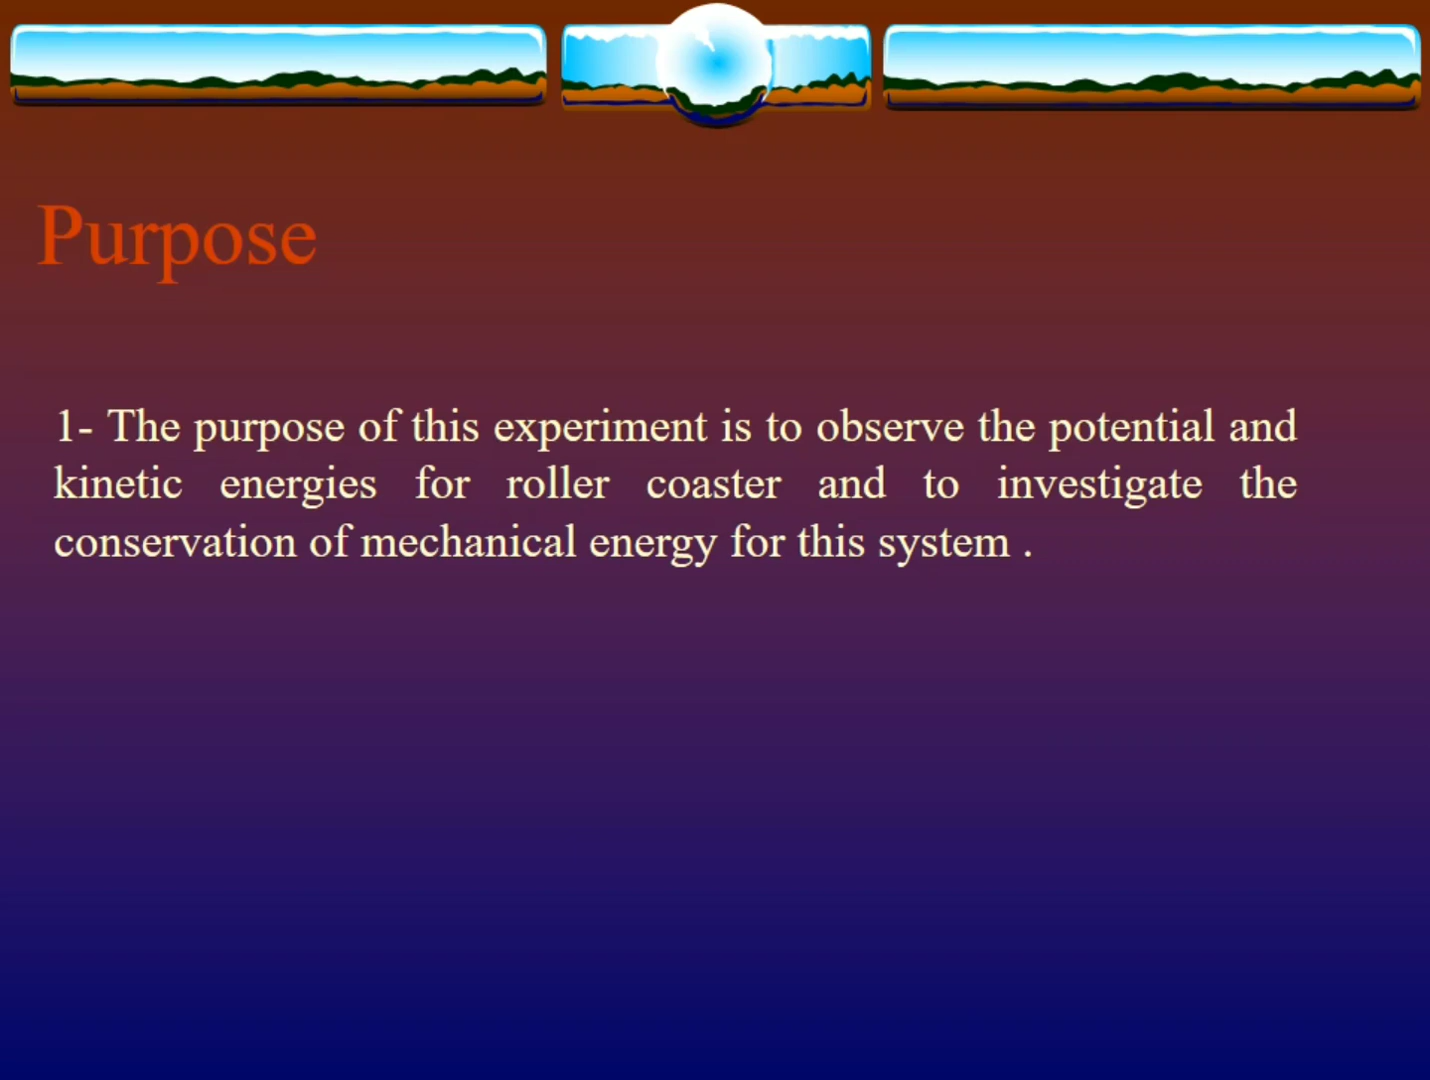 Purpose
1- The purpose of this experiment is to observe the potential and
kinetic energies for roller coaster and to investigate the
conservation of mechanical energy for this system .